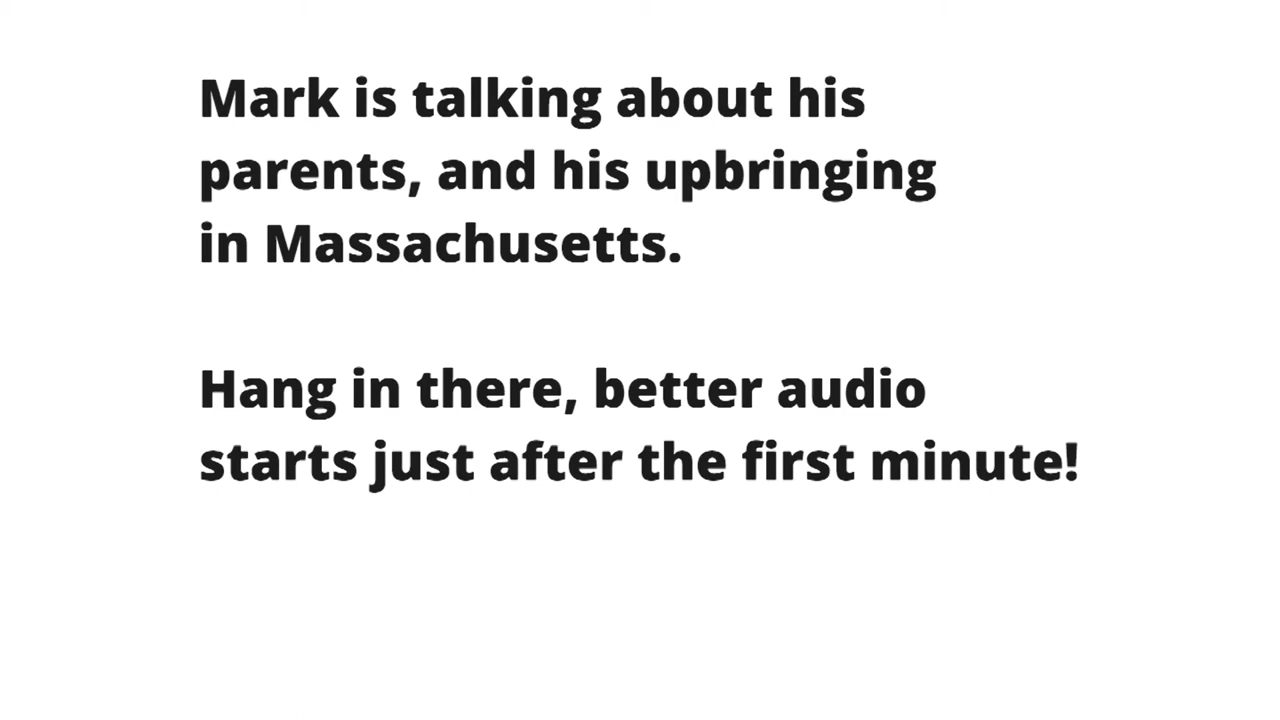 Mark is talking about his
parents, and his upbringing
in Massachusetts.
Hang in there, better audio
starts just after the first minute!